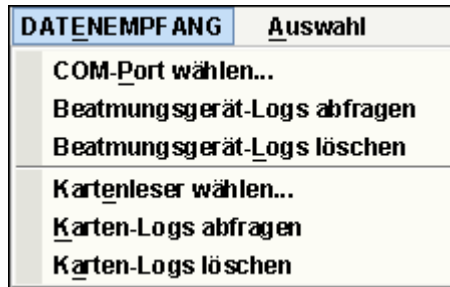 DATENEMPFANG Auswahl
COM-Port wählen...
Beatmungsgerät-Logs abfragen
Beatmungsgerät-Logs löschen
Kartenleser wählen...
Karten-Logs abfragen
Karten-Logs löschen